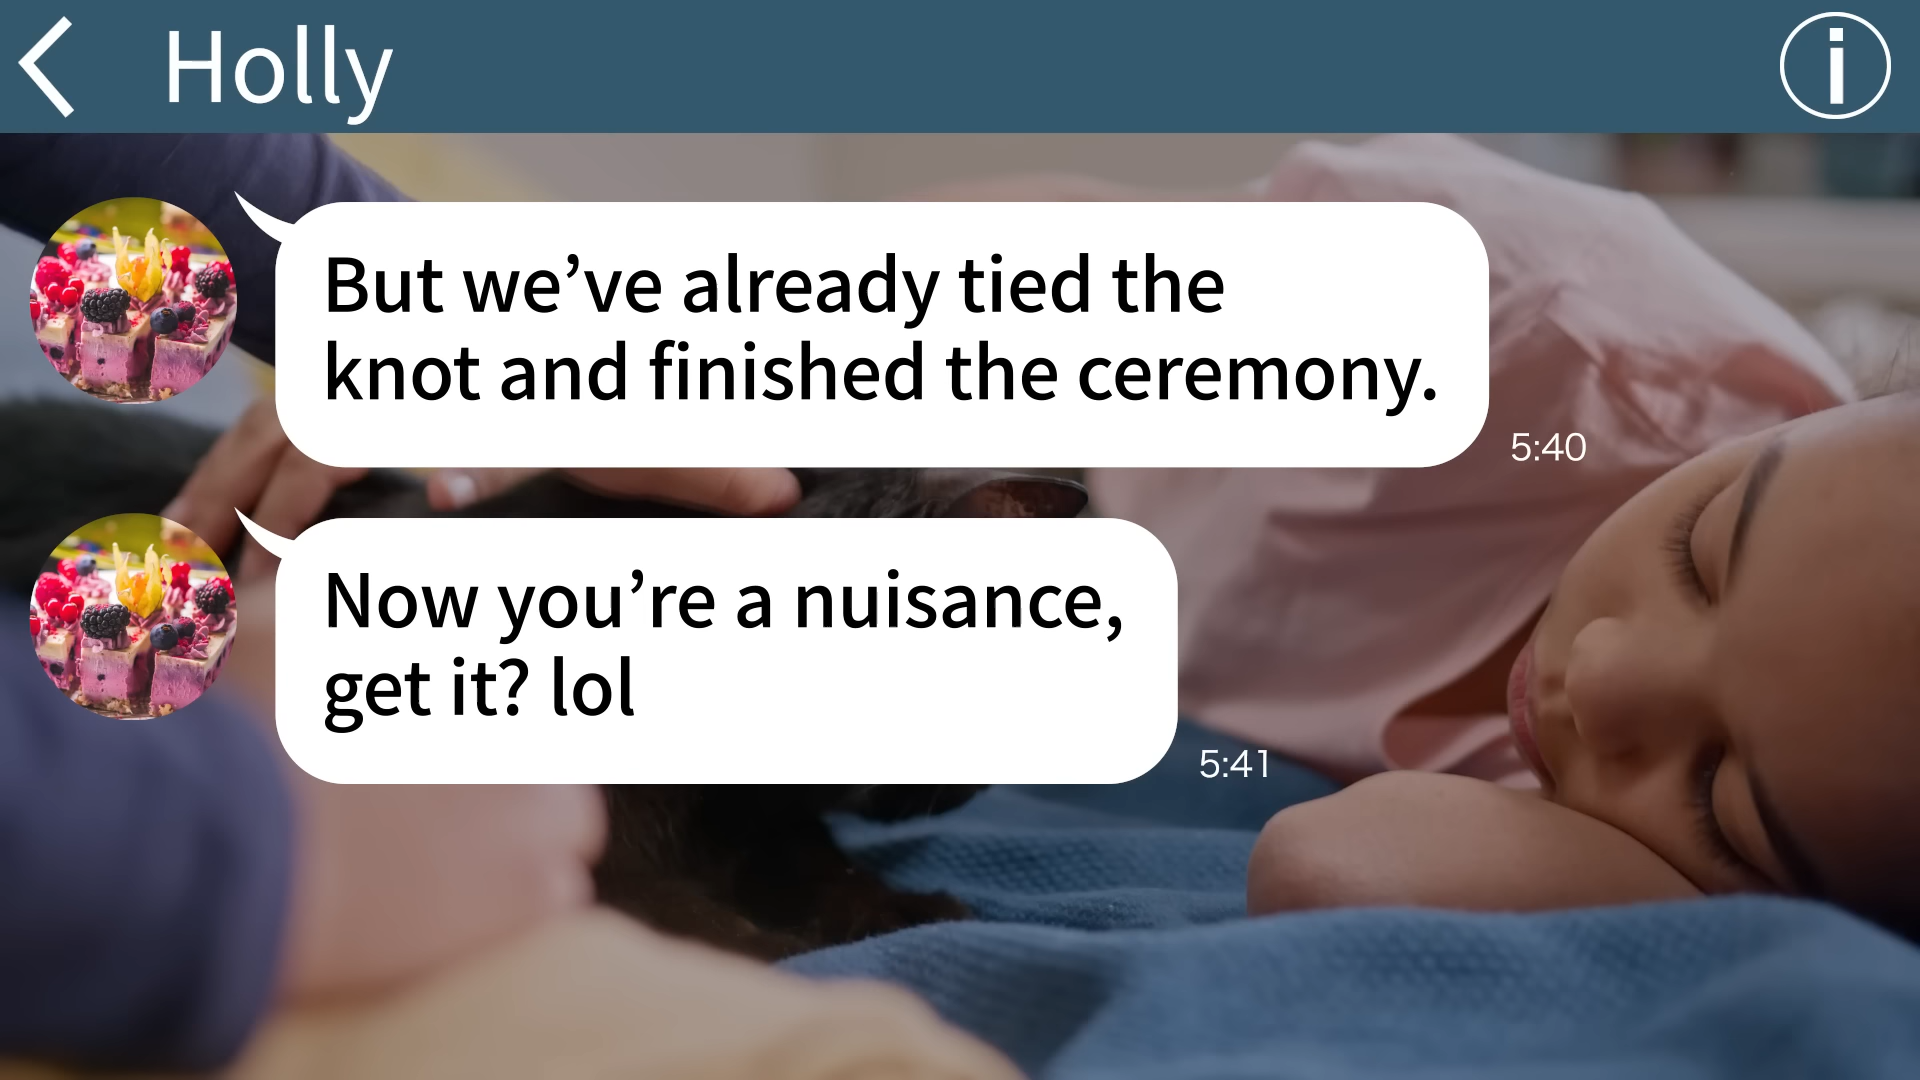 Holly
But we’ve already tied the
knot and finished the ceremony.
5:40
Now you’re a nuisance,
get it? lol
5:41